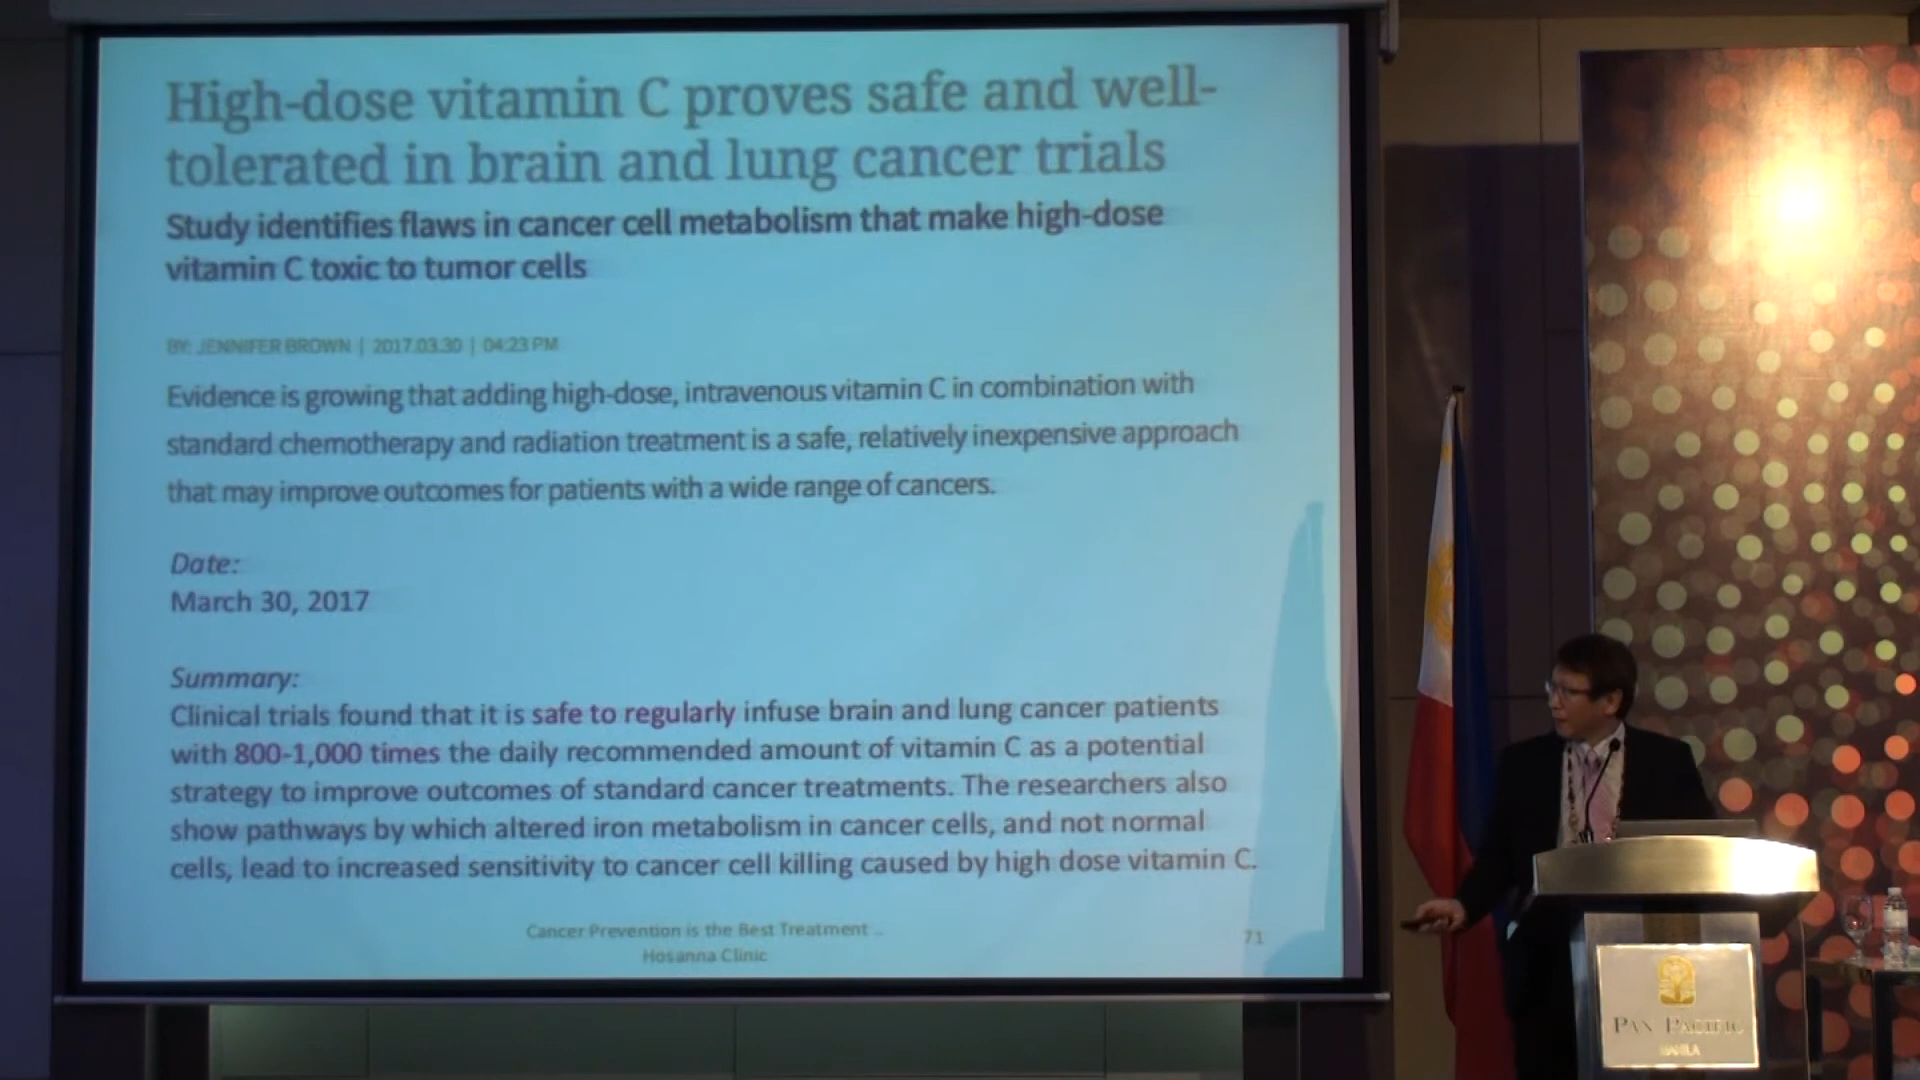 High-dose vitamin C proves safe and well-
tolerated in brain and lung cancer trials
Study identifies flaws in cancer cell metabolism that make high-dose
vitamin C toxic to tumor cells
BY: JENNIFER BROWN | 2017.03.30 | 04:23 PM
Evidence is growing that adding high-dose, intravenous vitamin C in combination with
standard chemotherapy and radiation treatment is a safe, relatively inexpensive approach
that may improve outcomes for patients with a wide range of cancers.
Date:
March 30, 2017
Summary:
Clinical trials found that it is safe to regularly infuse brain and lung cancer patients
with 800-1,000 times the daily recommended amount of vitamin C as a potential
strategy to improve outcomes of standard cancer treatments. The researchers also
show pathways by which altered iron metabolism in cancer cells, and not normal
cells, lead to increased sensitivity to cancer cell killing caused by high dose vitamin C.
Cancer Prevention is the Best Treatment ..
Hosanna Clinic
71
PAN PACIFIC
MANILA